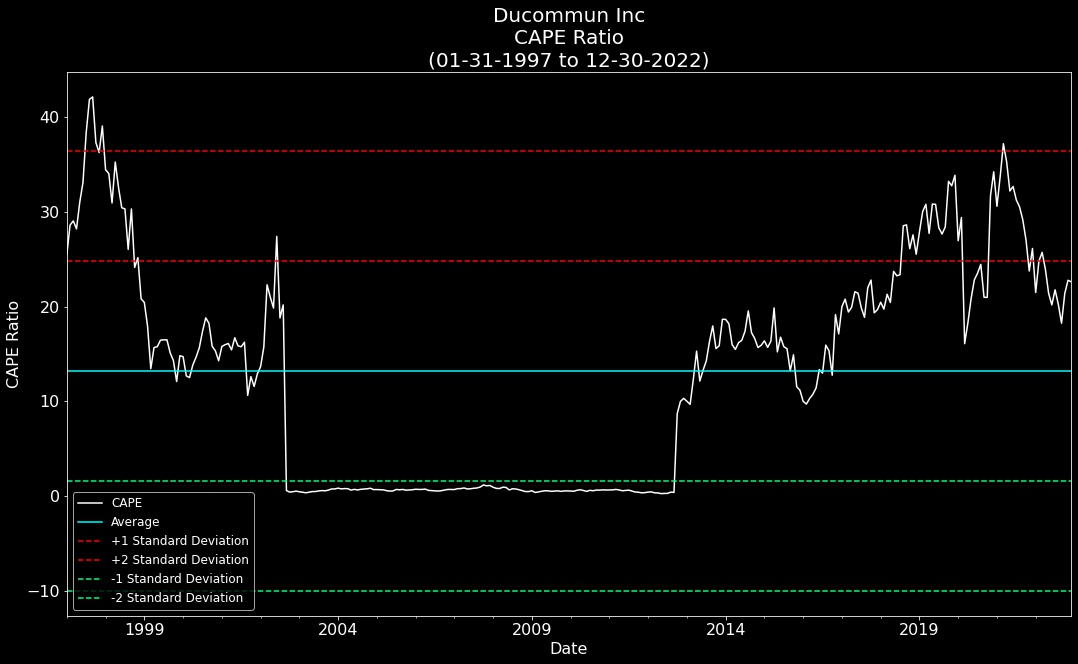 Ducommun Inc
CAPE Ratio
(01-31-1997 to 12-30-2022)
CAPE Ratio
40
30
20
10
0
−10
CAPE
Average
+1 Standard Deviation
+2 Standard Deviation
-1 Standard Deviation
-2 Standard Deviation
1999 2004 2009 2014 2019
Date